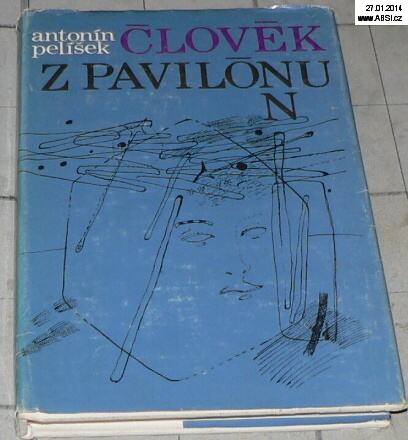 27.01.2014
www.ABSi.cz
antonín
pelíšek
ČLOVĚK
Z PAVILÓNU
N